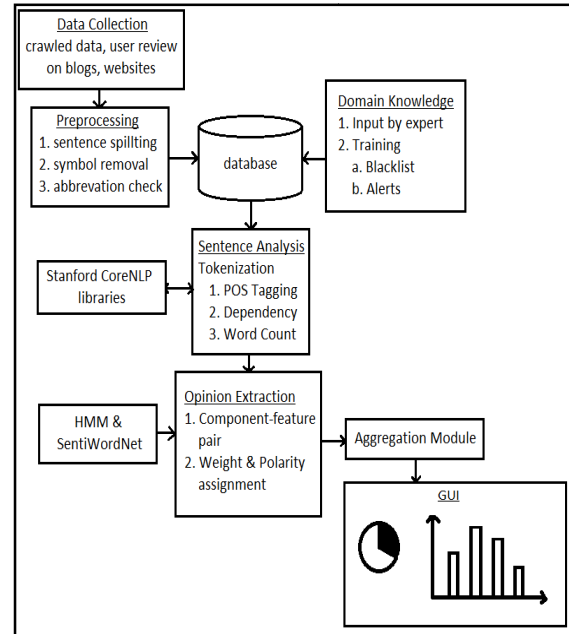 Data Collection
crawled data, user review
on blogs, websites
Preprocessing
1. sentence spillting
2. symbol removal
3. abbrevation check
database
Domain Knowledge
1. Input by expert
2. Training
a. Blacklist
b. Alerts
Sentence Analysis
Tokenization
1. POS Tagging
2. Dependency
3. Word Count
Stanford CoreNLP
libraries
Opinion Extraction
1. Component-feature
pair
2. Weight & Polarity
assignment
HMM &
SentiWordNet
Aggregation Module
GUI